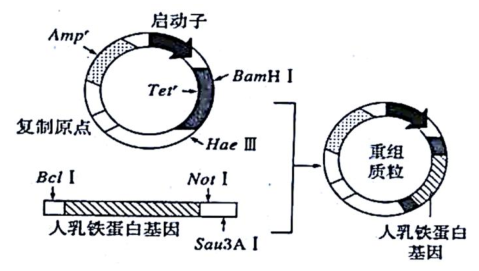 启动子
Ampʳ
BamH Ⅰ
Tetʳ
复制原点
Hae Ⅲ
重组
质粒
Bcl Ⅰ
Not Ⅰ
人乳铁蛋白基因
Sau3A Ⅰ
人乳铁蛋白
基因